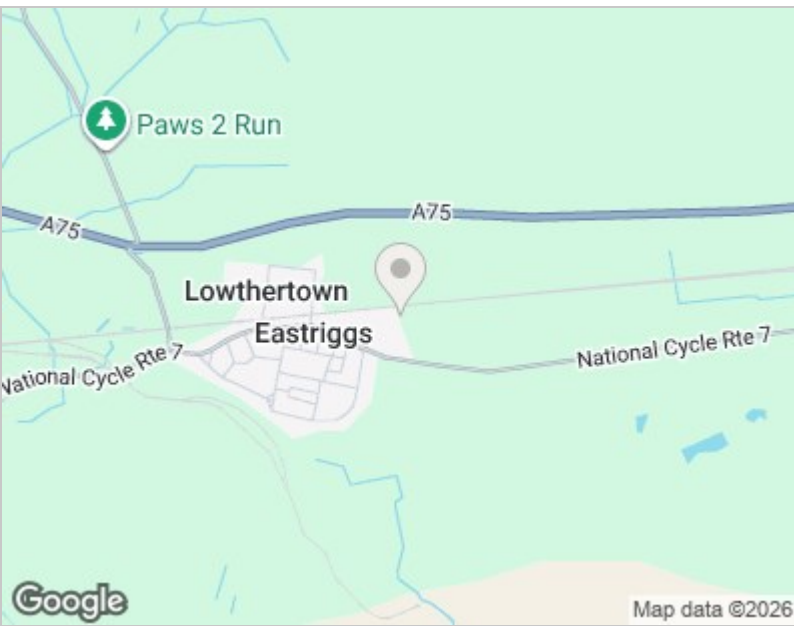 Paws 2 Run
A75
A75
Lowthertown
Eastriggs
National Cycle Rte 7
National Cycle Rte 7
Google
Map data ©2026